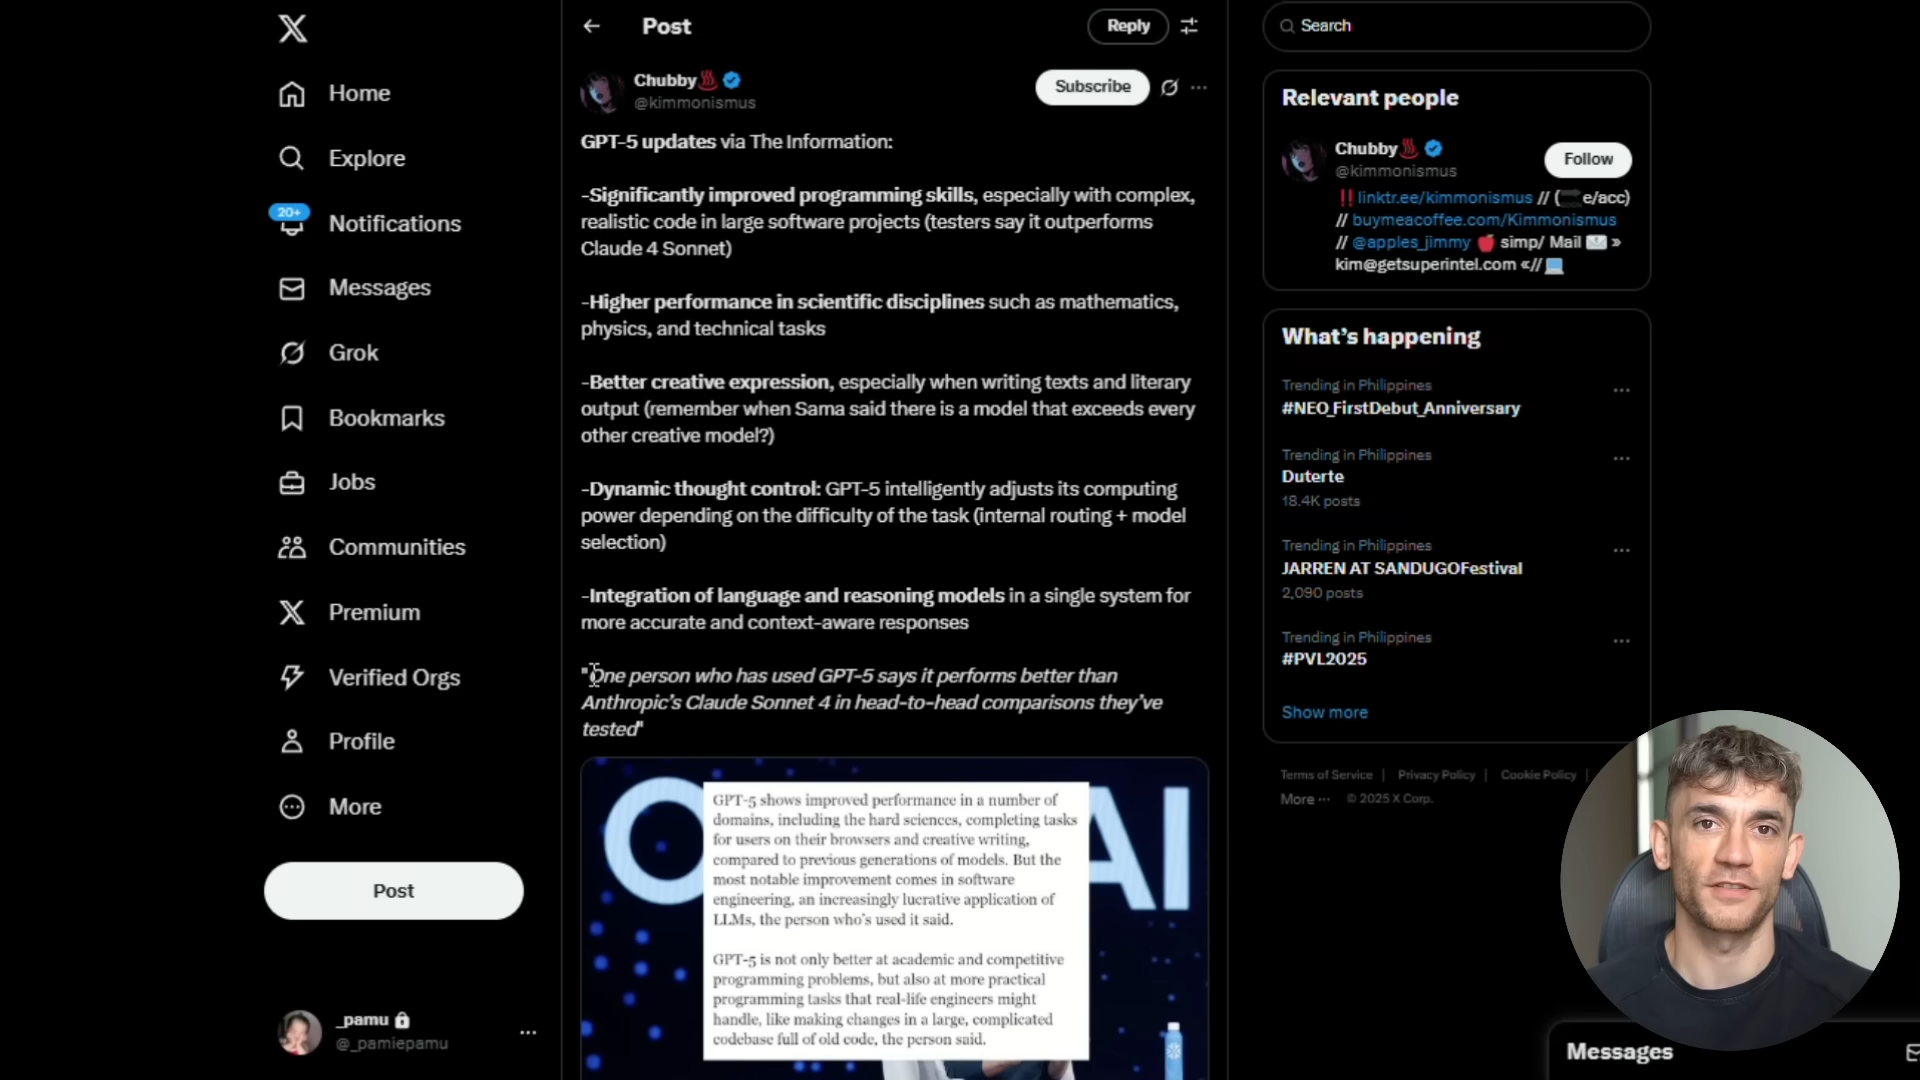 Home
Explore
20+
Notifications
Messages
Grok
Bookmarks
Jobs
Communities
Premium
Verified Orgs
Profile
More
Post
_pamu
@_pamiepamu
Post
Reply
Chubby♨️
@kimmonismus
Subscribe
GPT-5 updates via The Information:
-Significantly improved programming skills, especially with complex,
realistic code in large software projects (testers say it outperforms
Claude 4 Sonnet)
-Higher performance in scientific disciplines such as mathematics,
physics, and technical tasks
-Better creative expression, especially when writing texts and literary
output (remember when Sama said there is a model that exceeds every
other creative model?)
-Dynamic thought control: GPT-5 intelligently adjusts its computing
power depending on the difficulty of the task (internal routing + model
selection)
-Integration of language and reasoning models in a single system for
more accurate and context-aware responses
"One person who has used GPT-5 says it performs better than
Anthropic's Claude Sonnet 4 in head-to-head comparisons they've
tested"
O
AI
GPT-5 shows improved performance in a number of
domains, including the hard sciences, completing tasks
for users on their browsers and creative writing,
compared to previous generations of models. But the
most notable improvement comes in software
engineering, an increasingly lucrative application of
LLMs, the person who's used it said.
GPT-5 is not only better at academic and competitive
programming problems, but also at more practical
programming tasks that real-life engineers might
handle, like making changes in a large, complicated
codebase full of old code, the person said.
Search
Relevant people
Chubby♨️
@kimmonismus
Follow
‼️linktr.ee/kimmonismus // (e/acc)
// buymeacoffee.com/Kimmonismus
// @apples_jimmy 🍎 simp/ Mail ✉️ »
kim@getsuperintel.com «//💻
What's happening
Trending in Philippines
#NEO_FirstDebut_Anniversary
Trending in Philippines
Duterte
18.4K posts
Trending in Philippines
JARREN AT SANDUGOFestival
2,090 posts
Trending in Philippines
#PVL2025
Show more
Terms of Service | Privacy Policy | Cookie Policy |
More ··· © 2025 X Corp.
Messages